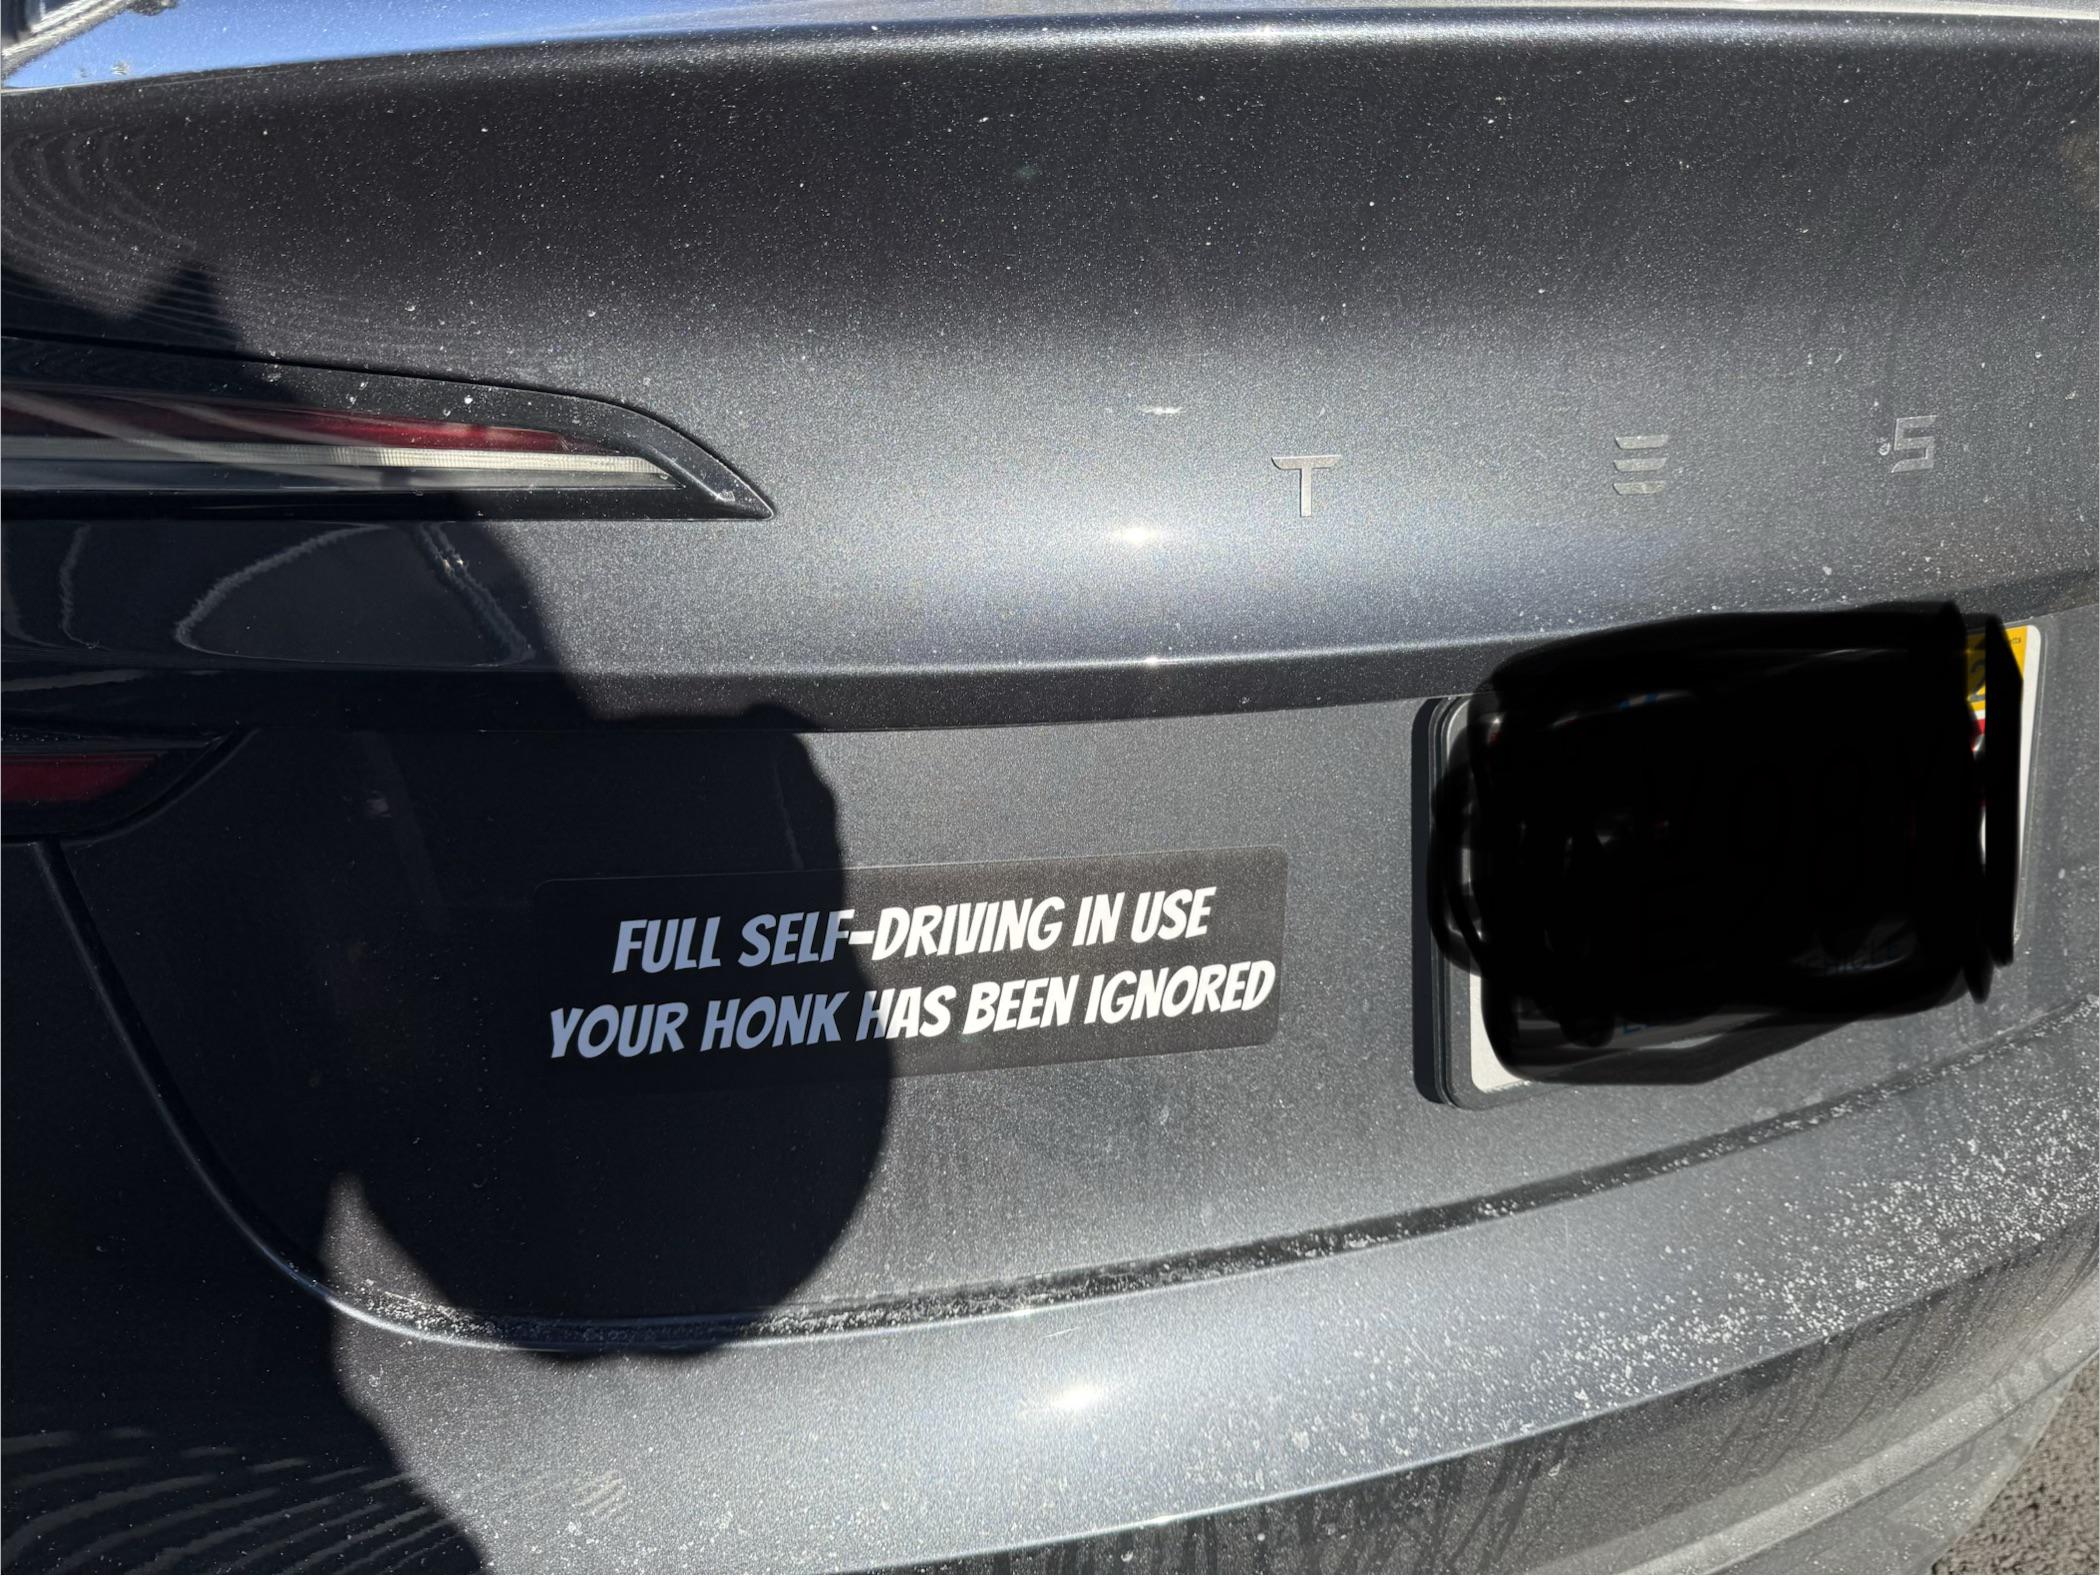 T E S
FULL SELF-DRIVING IN USE
YOUR HONK HAS BEEN IGNORED